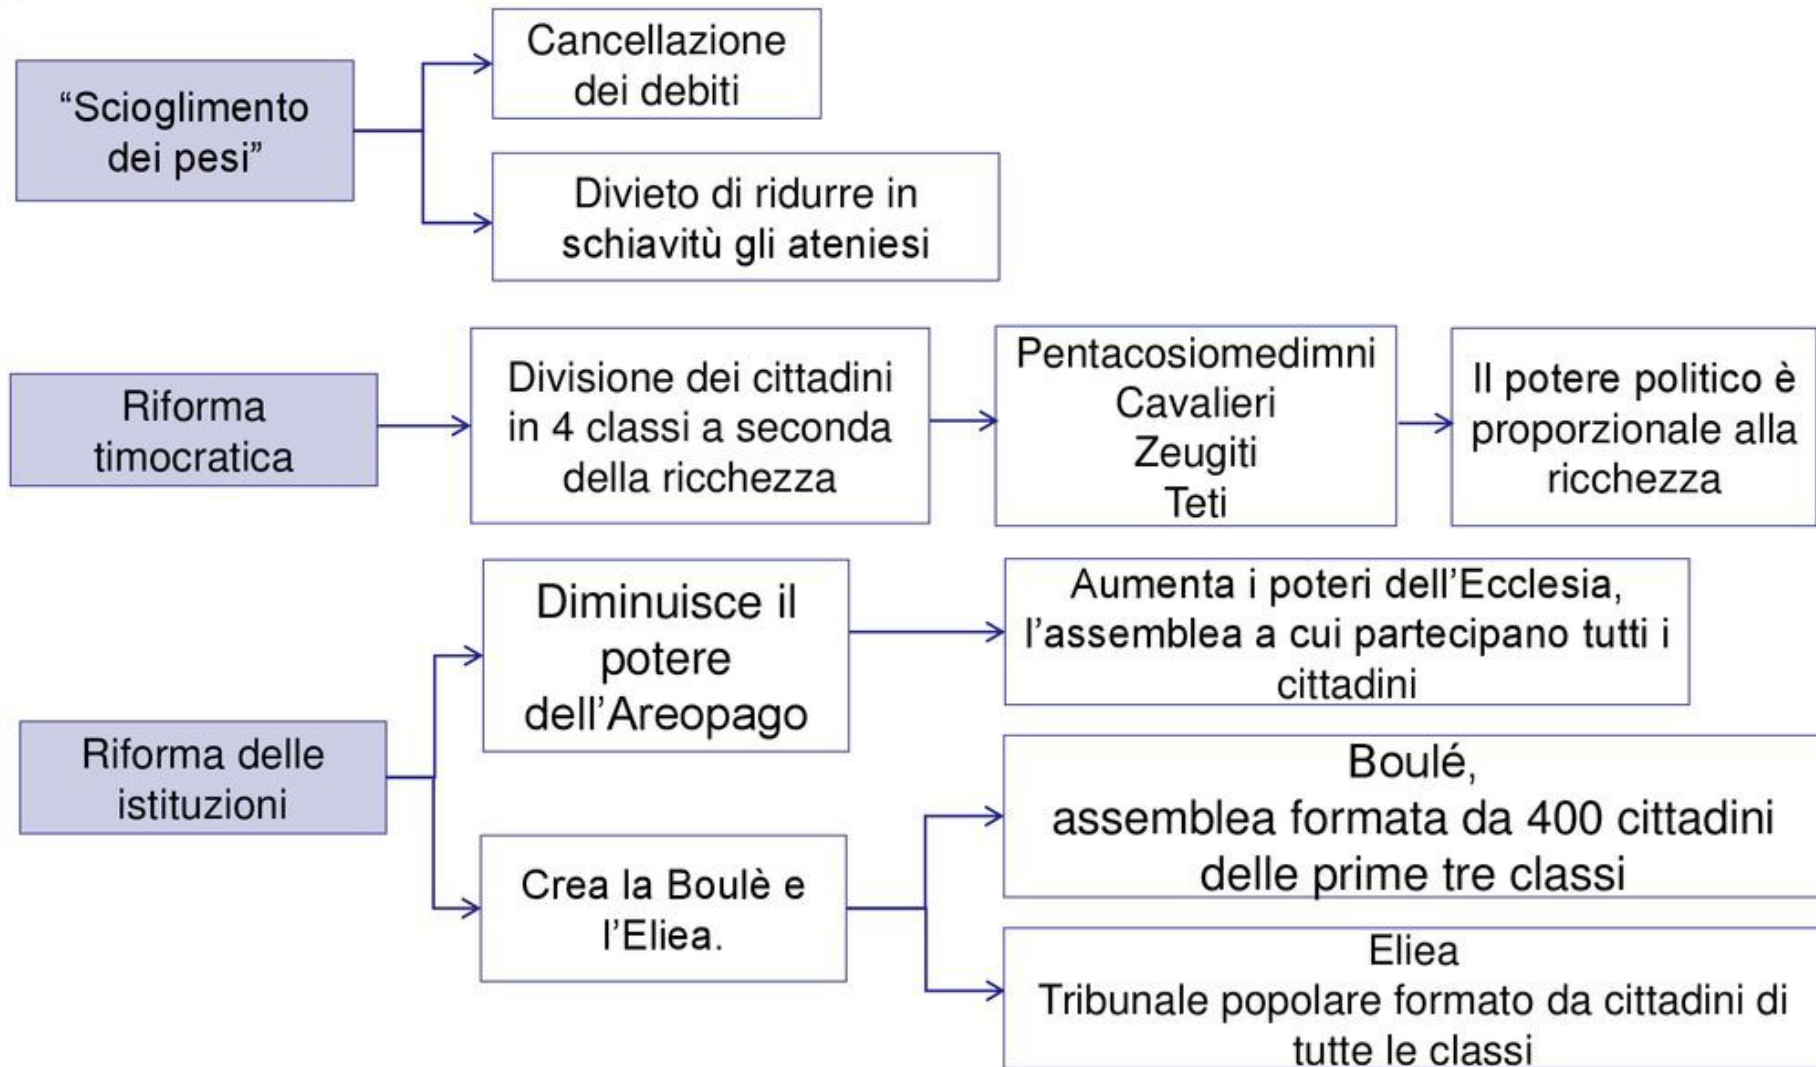 “Scioglimento
dei pesi”
Cancellazione
dei debiti
Divieto di ridurre in
schiavitù gli ateniesi
Riforma
timocratica
Divisione dei cittadini
in 4 classi a seconda
della ricchezza
Pentacosiomedimni
Cavalieri
Zeugiti
Teti
Il potere politico è
proporzionale alla
ricchezza
Riforma delle
istituzioni
Diminuisce il
potere
dell’Areopago
Aumenta i poteri dell’Ecclesia,
l’assemblea a cui partecipano tutti i
cittadini
Crea la Boulè e
l’Eliea.
Boulé,
assemblea formata da 400 cittadini
delle prime tre classi
Eliea
Tribunale popolare formato da cittadini di
tutte le classi